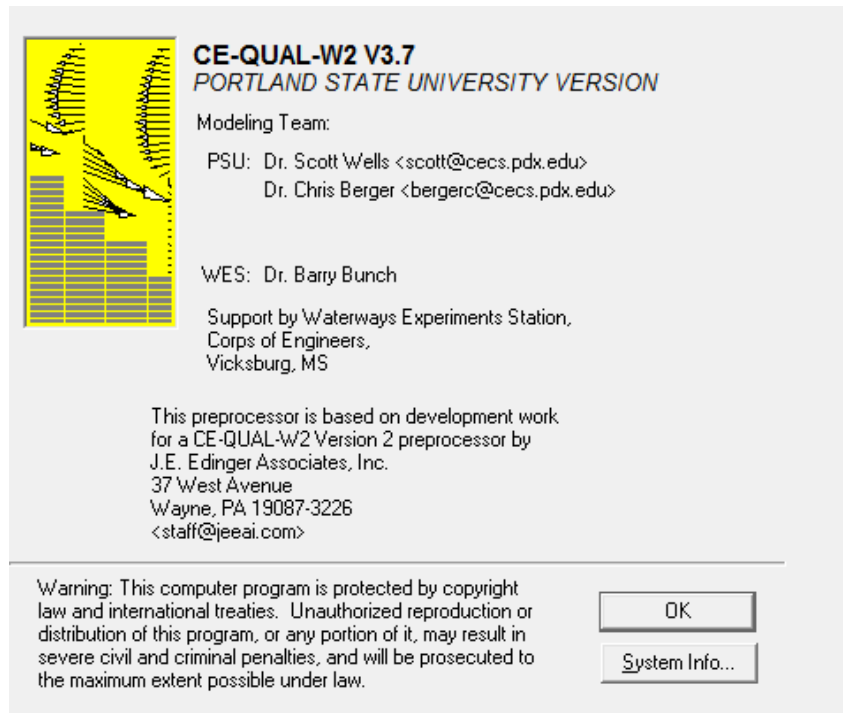 CE-QUAL-W2 V3.7
PORTLAND STATE UNIVERSITY VERSION
Modeling Team:
PSU: Dr. Scott Wells <scott@cecs.pdx.edu>
Dr. Chris Berger <bergerc@cecs.pdx.edu>
WES: Dr. Barry Bunch
Support by Waterways Experiments Station,
Corps of Engineers,
Vicksburg, MS
This preprocessor is based on development work
for a CE-QUAL-W2 Version 2 preprocessor by
J.E. Edinger Associates, Inc.
37 West Avenue
Wayne, PA 19087-3226
<staff@jeeai.com>
Warning: This computer program is protected by copyright
law and international treaties.  Unauthorized reproduction or
distribution of this program, or any portion of it, may result in
severe civil and criminal penalties, and will be prosecuted to
the maximum extent possible under law.
OK
System Info...